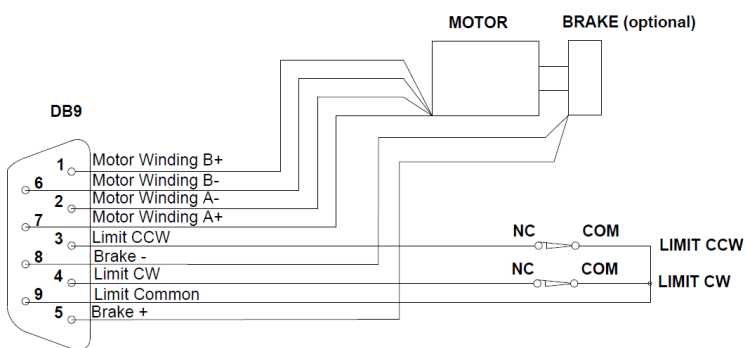 MOTOR
BRAKE (optional)
DB9
1 Motor Winding B+
6 Motor Winding B-
2 Motor Winding A-
7 Motor Winding A+
3 Limit CCW
NC COM
LIMIT CCW
8 Brake -
4 Limit CW
NC COM
LIMIT CW
9 Limit Common
5 Brake +